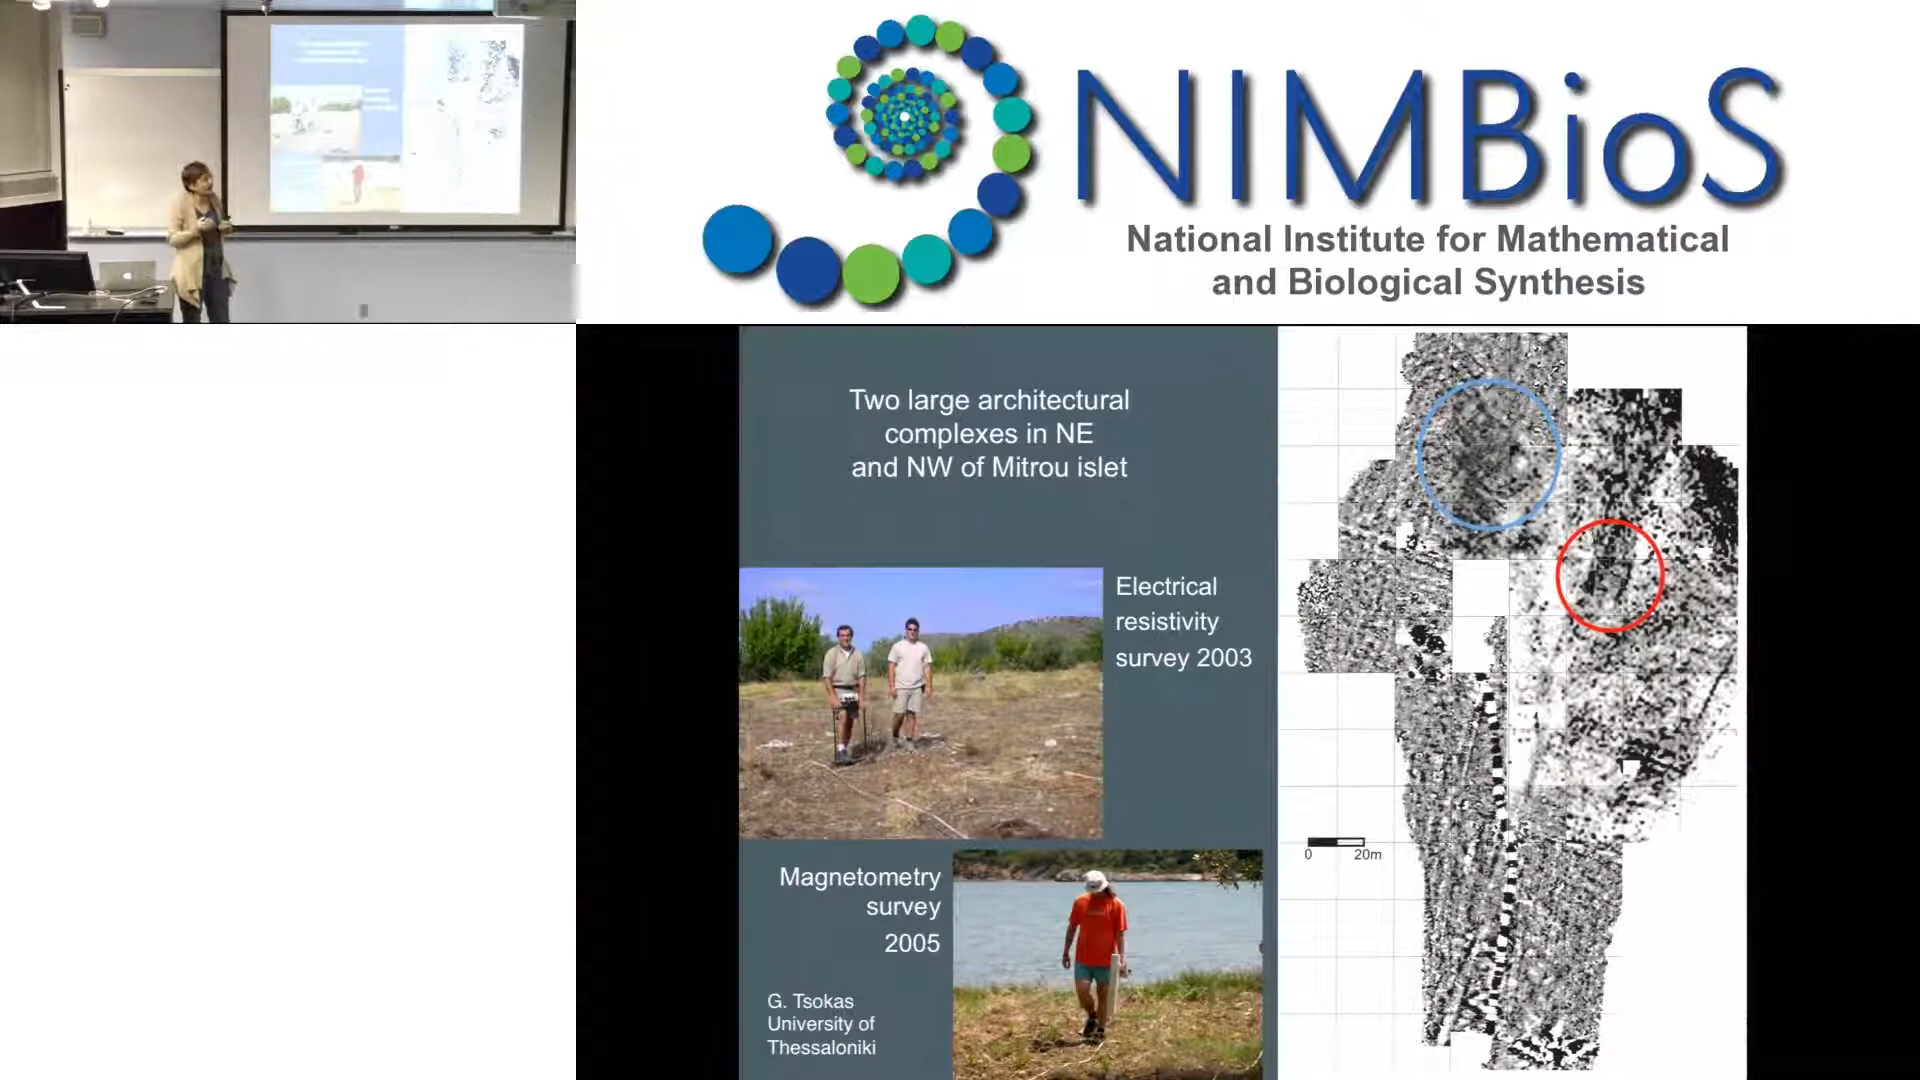 NIMBioS
National Institute for Mathematical
and Biological Synthesis
Two large architectural
complexes in NE
and NW of Mitrou islet
Electrical
resistivity
survey 2003
Magnetometry
survey
2005
G. Tsokas
University of
Thessaloniki
0 20m